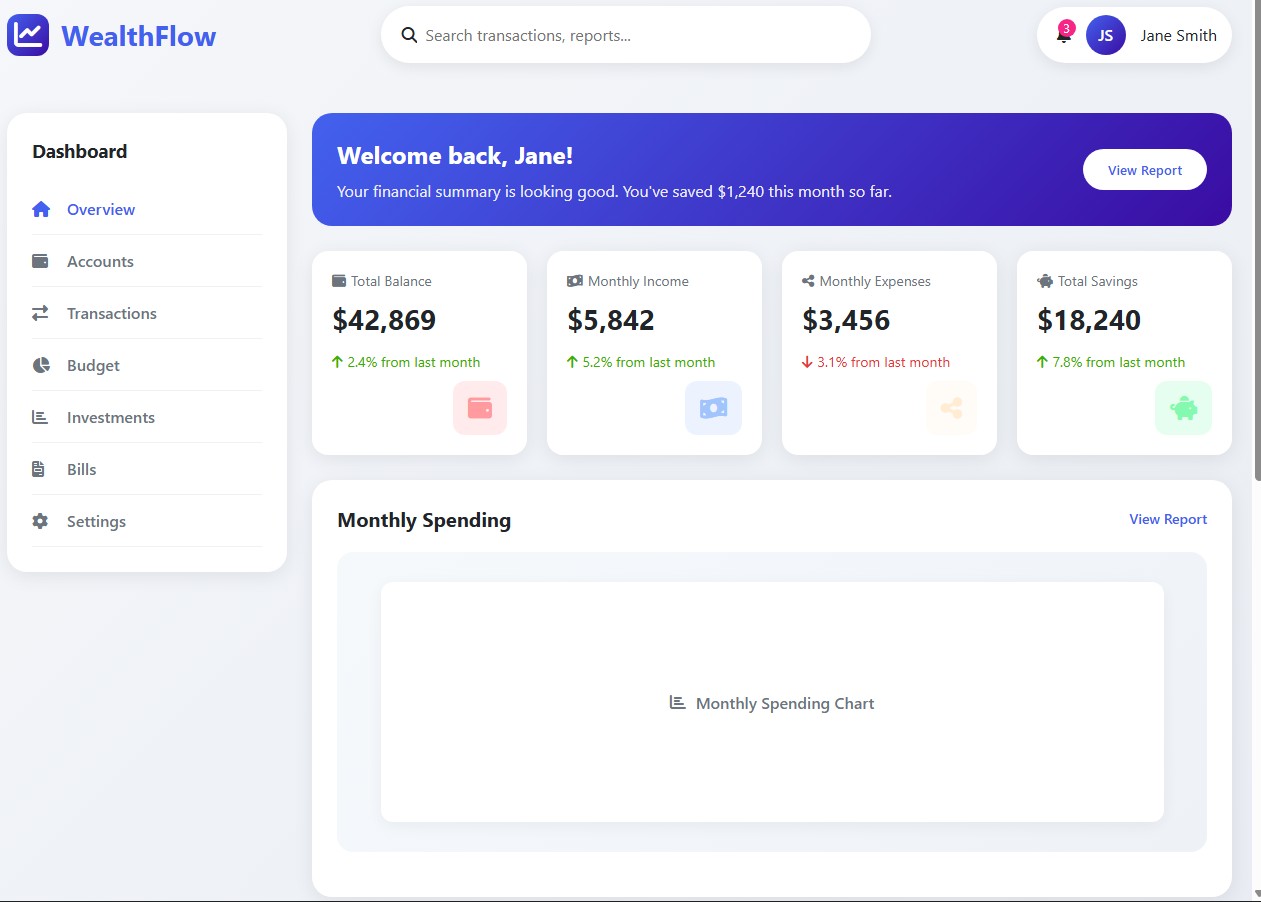 WealthFlow
Search transactions, reports...
3
JS
Jane Smith
Dashboard
Overview
Accounts
Transactions
Budget
Investments
Bills
Settings
Welcome back, Jane!
Your financial summary is looking good. You've saved $1,240 this month so far.
View Report
Total Balance
$42,869
2.4% from last month
Monthly Income
$5,842
5.2% from last month
Monthly Expenses
$3,456
3.1% from last month
Total Savings
$18,240
7.8% from last month
Monthly Spending
View Report
Monthly Spending Chart